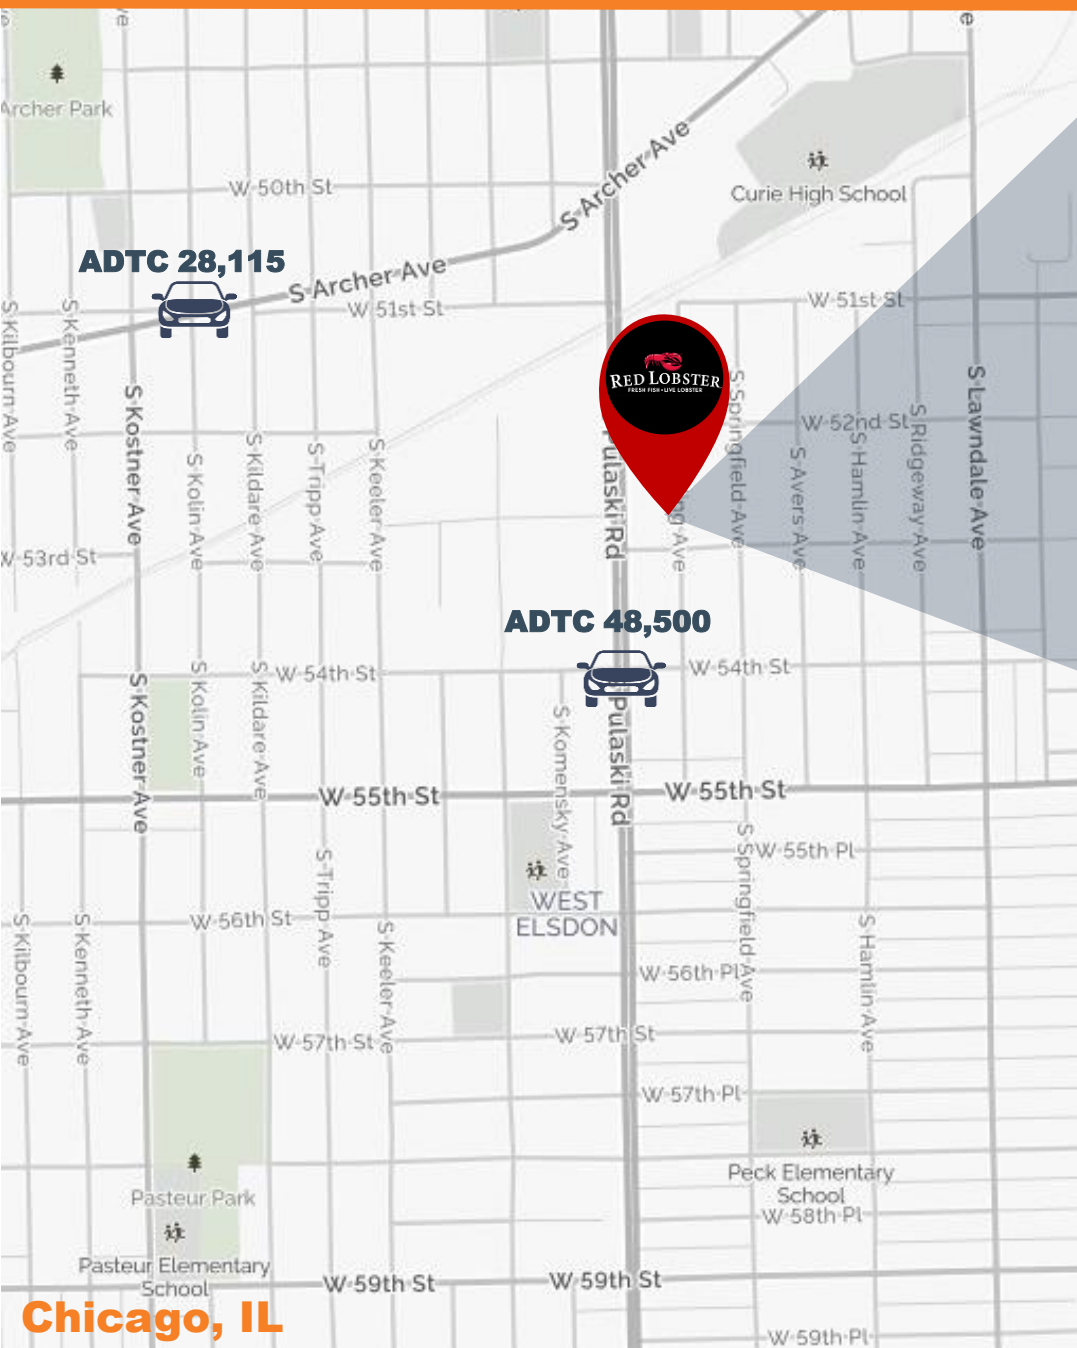 Archer Park
W 50th St
S Archer Ave
Curie High School
ADTC 28,115
S Archer Ave
W 51st St
W 51st St
RED LOBSTER
FRESH FISH • LIVE LOBSTER
S Kilbourn Ave
S Kenneth Ave
S Kostner Ave
S Kolin Ave
S Kildare Ave
S Tripp Ave
S Keeler Ave
Pulaski Rd
S Springfield Ave
W 52nd St
S Avers Ave
S Hamlin Ave
S Ridgeway Ave
S Lawndale Ave
Ave
W 53rd St
ADTC 48,500
W 54th St
W 54th St
S Kostner Ave
S Kolin Ave
S Kildare Ave
S Komensky Ave
Pulaski Rd
W 55th St
W 55th St
S Tripp Ave
S Springfield Ave
W 55th Pl
WEST
ELSDON
W 56th St
S Kilbourn Ave
S Kenneth Ave
S Keeler Ave
S Hamlin Ave
W 56th Pl
W 57th St
W 57th St
W 57th Pl
Peck Elementary
School
Pasteur Park
W 58th Pl
Pasteur Elementary
School
W 59th St
W 59th St
Chicago, IL
W 59th Pl